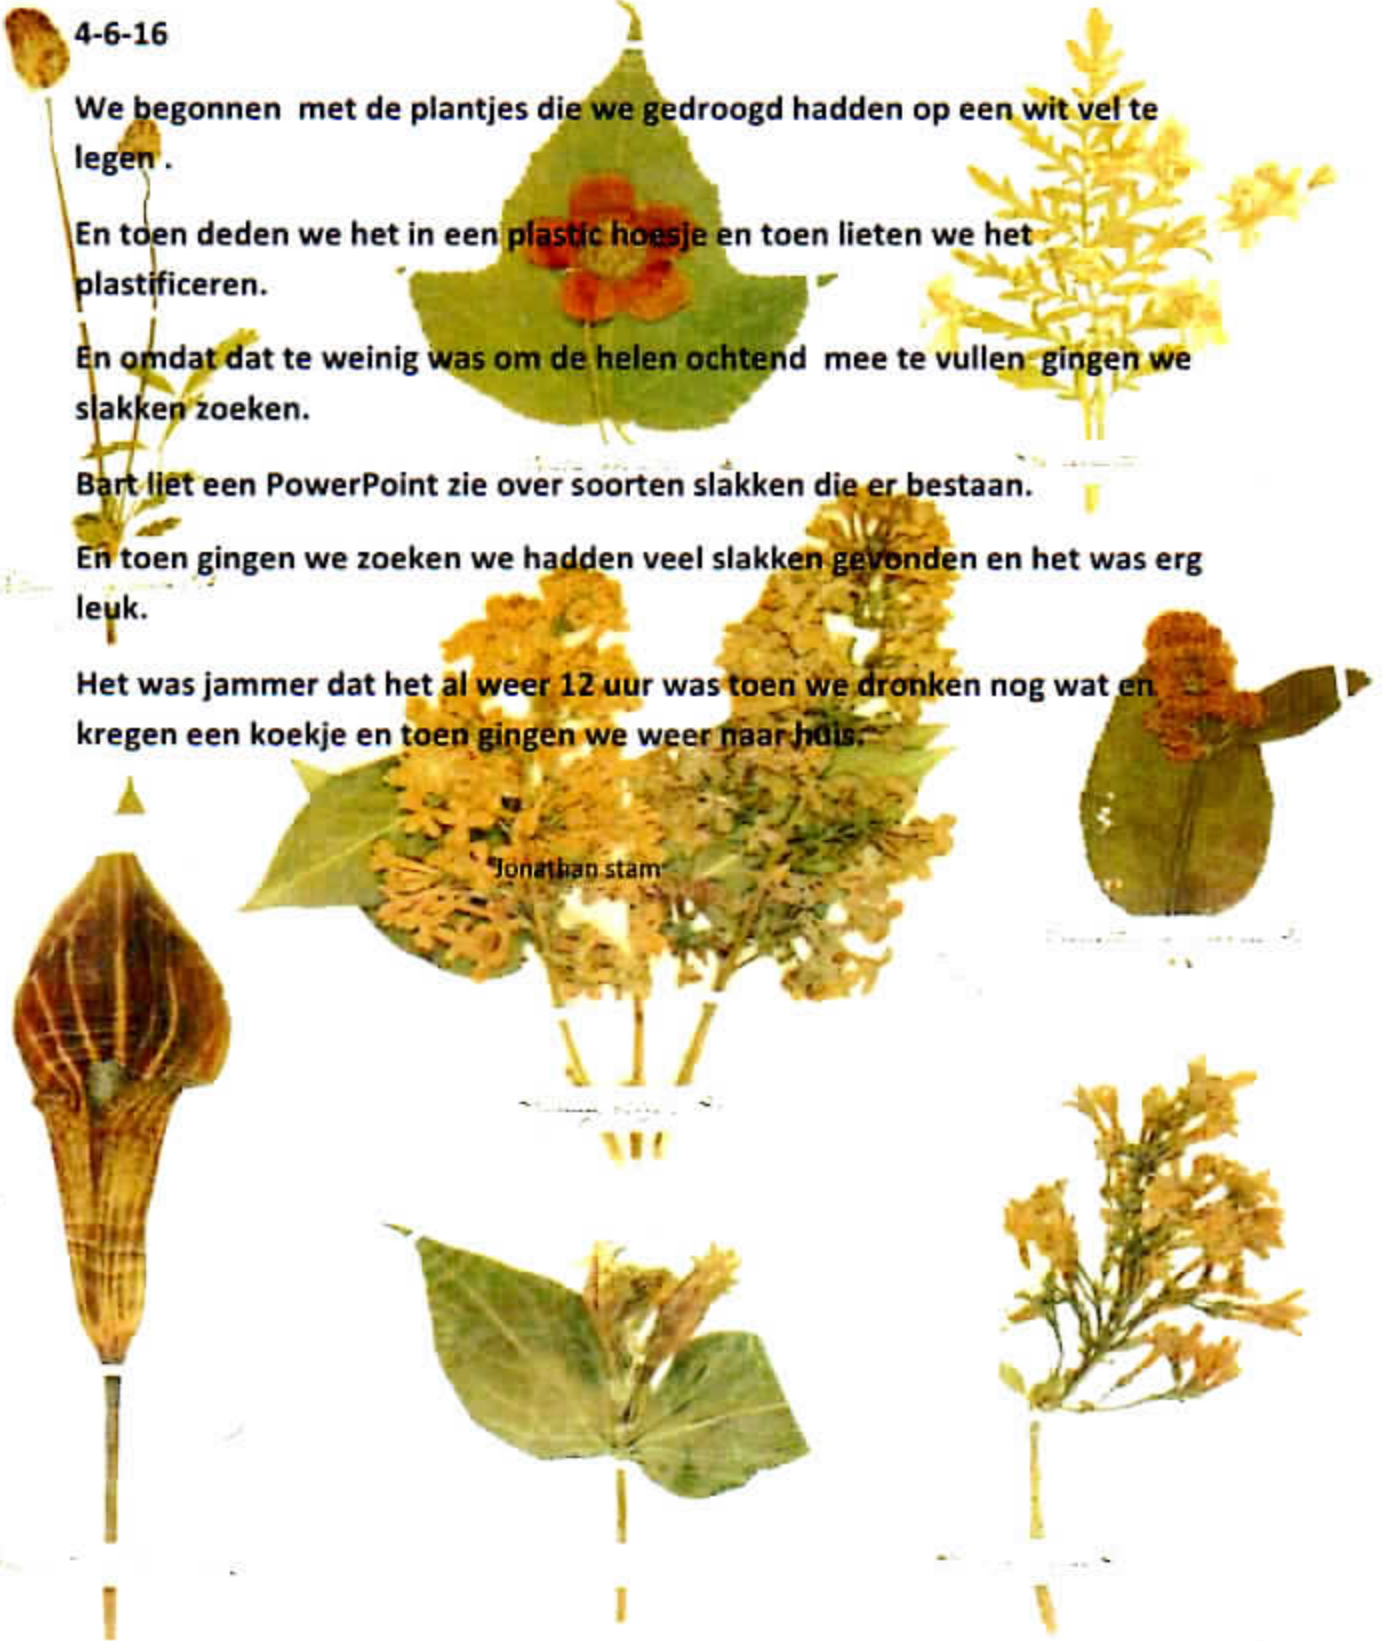 4-6-16
We begonnen  met de plantjes die we gedroogd hadden op een wit vel te
legen .
En toen deden we het in een plastic hoesje en toen lieten we het
plastificeren.
En omdat dat te weinig was om de helen ochtend  mee te vullen  gingen we
slakken zoeken.
Bart liet een PowerPoint zie over soorten slakken die er bestaan.
En toen gingen we zoeken we hadden veel slakken gevonden en het was erg
leuk.
Het was jammer dat het al weer 12 uur was toen we dronken nog wat en
kregen een koekje en toen gingen we weer naar huis.
Jonathan stam